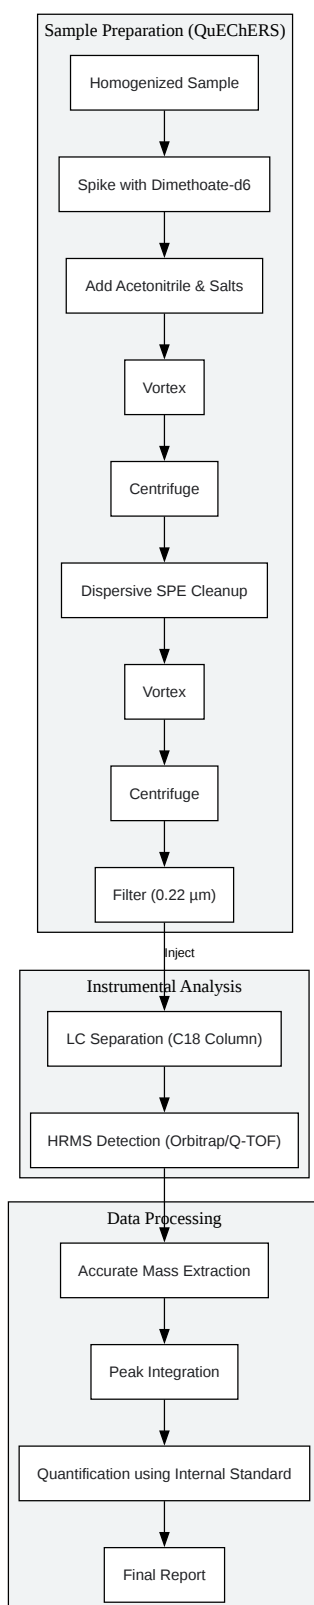 Sample Preparation (QuEChERS)
Homogenized Sample
Spike with Dimethoate-d6
Add Acetonitrile & Salts
Vortex
Centrifuge
Dispersive SPE Cleanup
Vortex
Centrifuge
Filter (0.22 µm)
Inject
Instrumental Analysis
LC Separation (C18 Column)
HRMS Detection (Orbitrap/Q-TOF)
Data Processing
Accurate Mass Extraction
Peak Integration
Quantification using Internal Standard
Final Report